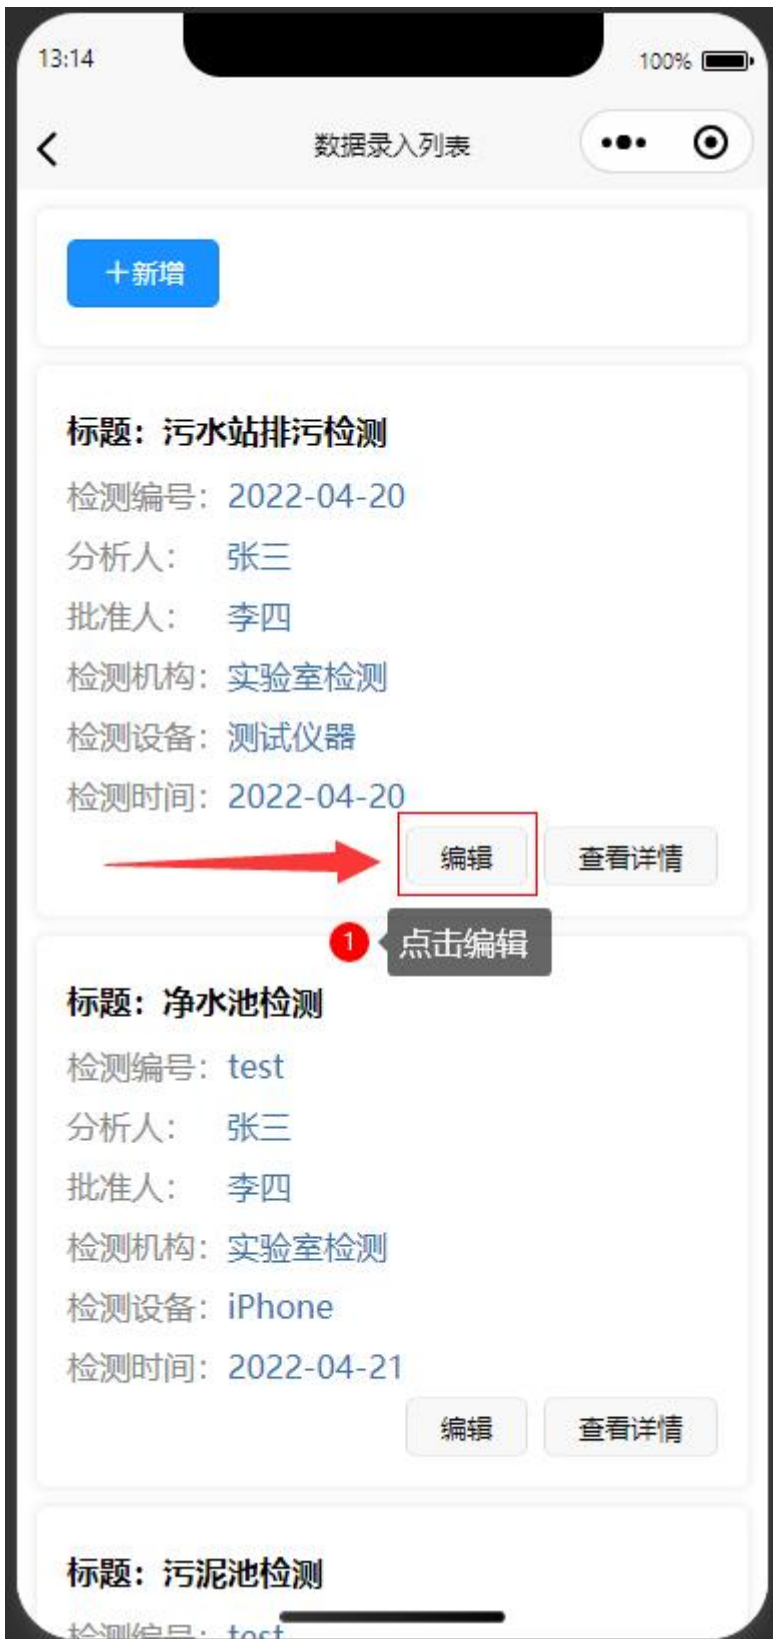 13:14
100%
数据录入列表
＋新增
标题：污水站排污检测
检测编号：2022-04-20
分析人：张三
批准人：李四
检测机构：实验室检测
检测设备：测试仪器
检测时间：2022-04-20
编辑 查看详情
1 点击编辑
标题：净水池检测
检测编号：test
分析人：张三
批准人：李四
检测机构：实验室检测
检测设备：iPhone
检测时间：2022-04-21
编辑 查看详情
标题：污泥池检测
检测编号：test